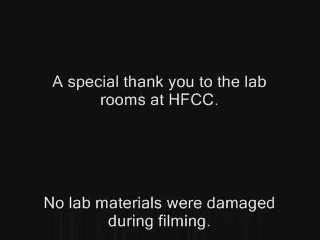 A special thank you to the lab
rooms at HFCC.
No lab materials were damaged
during filming.